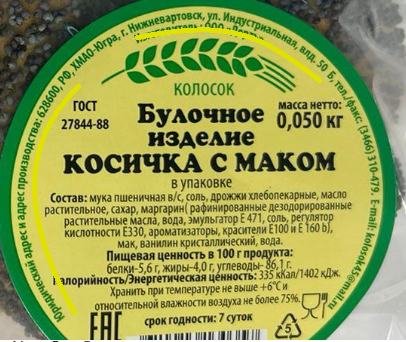 Юридический адрес и адрес производства: 628600, РФ, ХМАО-Югра, г. Нижневартовск, ул. Индустриальная, влд. 50 Б, тел/факс: (3466)310-479. E-mail: kolosok45@mail.ru
КОЛОСОК
ГОСТ
27844-88
масса нетто:
0,050 кг
Булочное
изделие
КОСИЧКА С МАКОМ
в упаковке
Состав: мука пшеничная в/с, соль, дрожжи хлебопекарные, масло
растительное, сахар, маргарин( рафинированные дезодорированные
растительные масла, вода, эмульгатор Е 471, соль, регулятор
кислотности Е330, ароматизаторы, красители Е100 и Е 160 b),
мак, ванилин кристаллический, вода.
Пищевая ценность в 100 г продукта:
белки-5,6 г, жиры-4,0 г, углеводы- 86,1 г.
калорийность/Энергетическая ценность: 335 кКал/1402 кДж.
Хранить при температуре не выше +6°С и
относительной влажности воздуха не более 75%.
срок годности: 7 суток
ЕАС
5